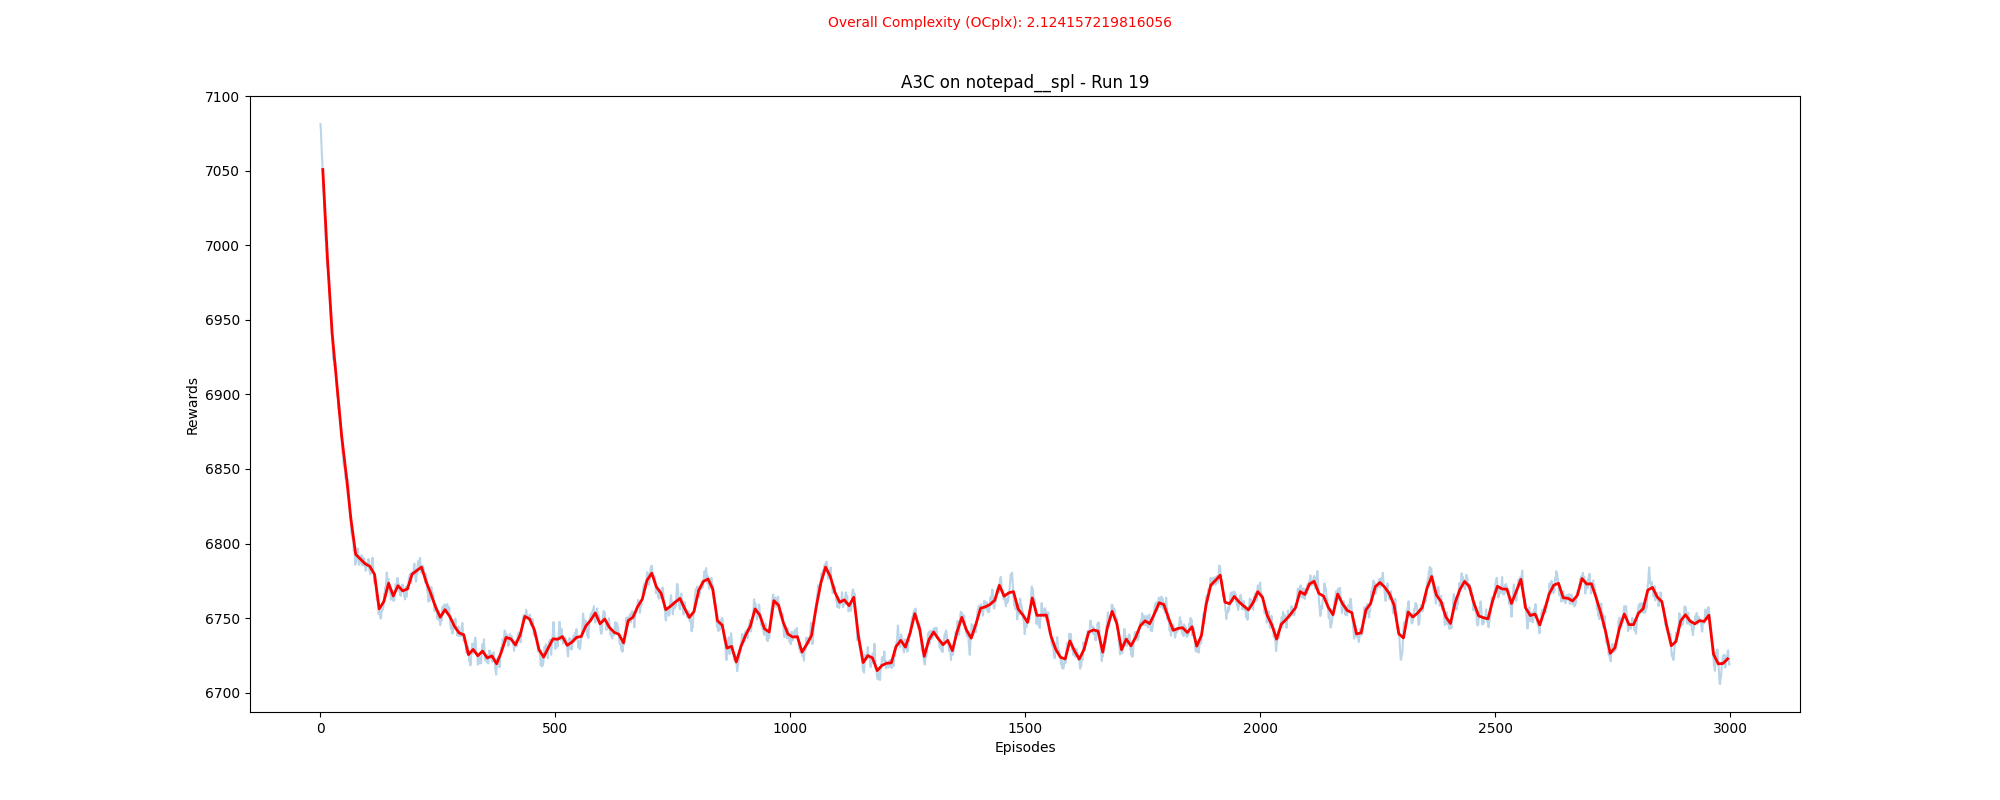 Overall Complexity (OCplx): 2.124157219816056
A3C on notepad__spl - Run 19
7100
7050
7000
6950
6900
6850
6800
6750
6700
Rewards
0 500 1000 1500 2000 2500 3000
Episodes